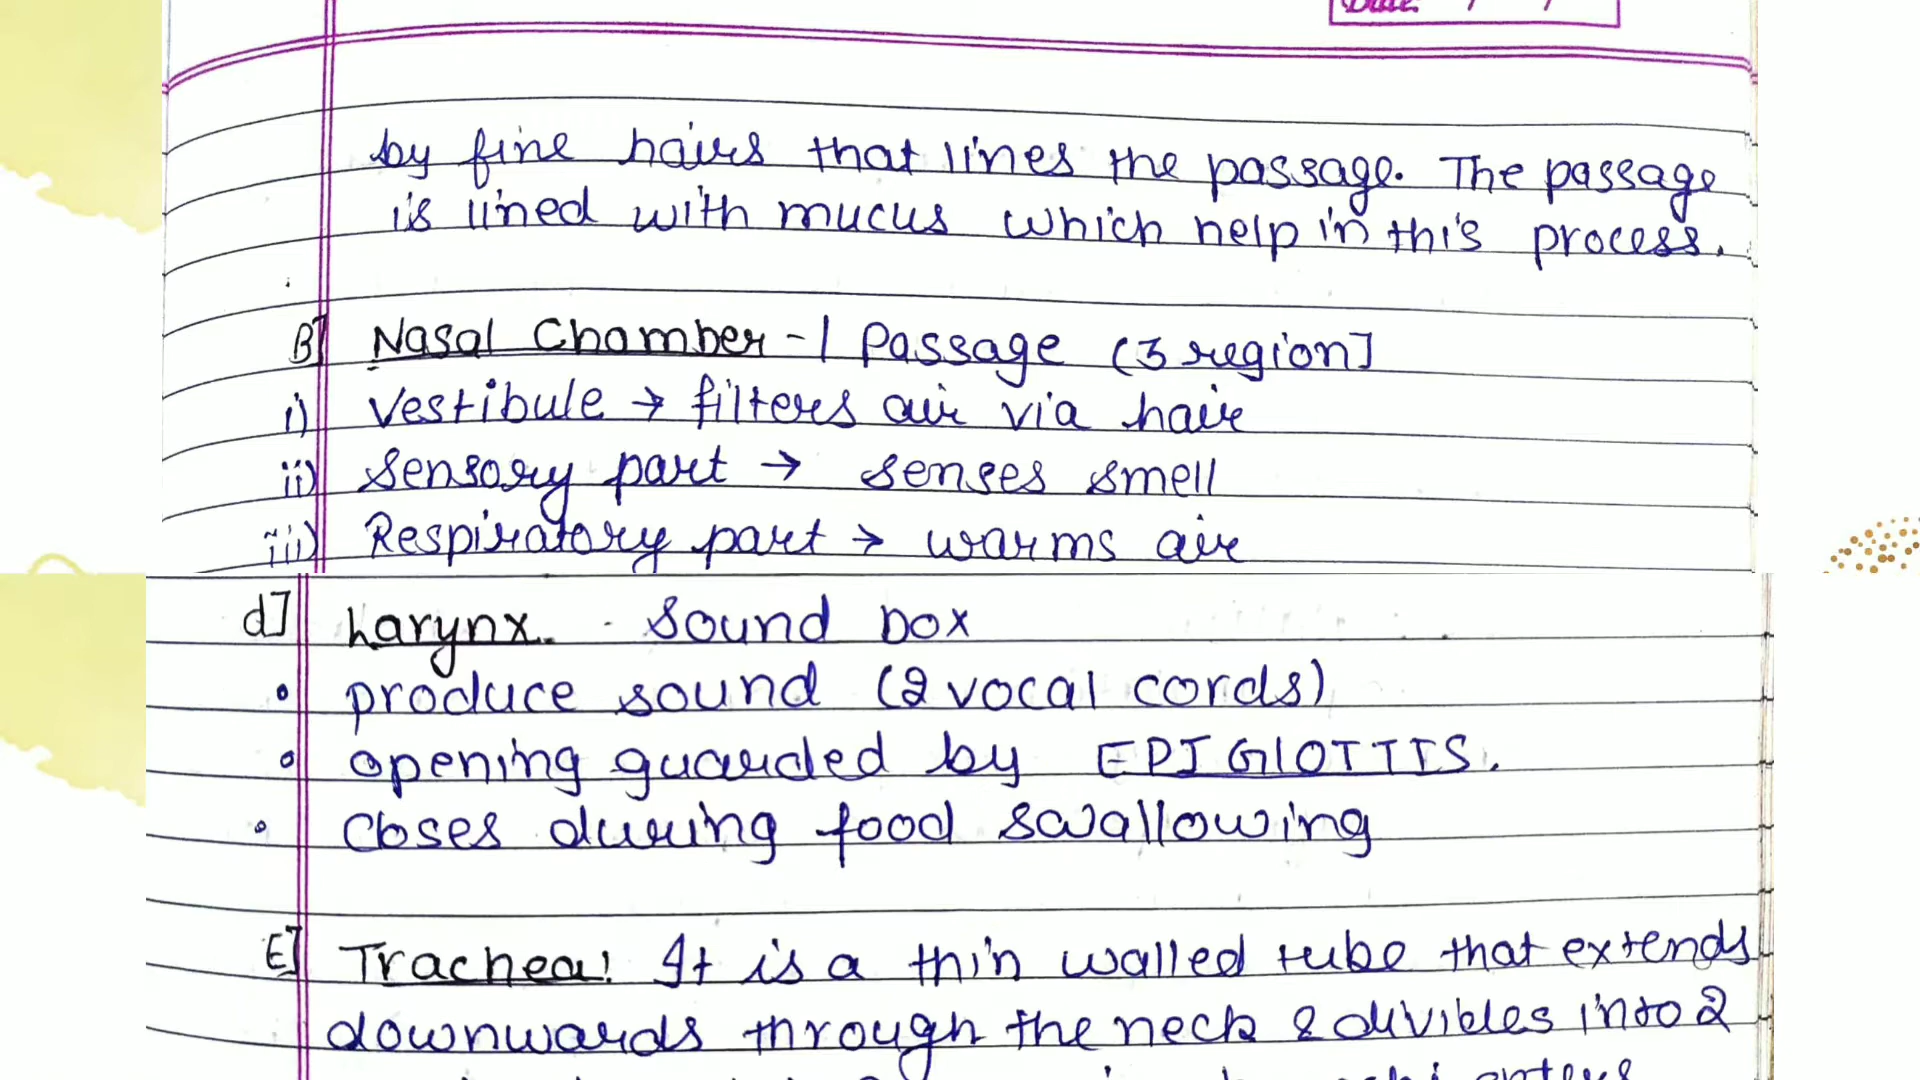 Date
by fine hairs that lines the passage. The passage
is lined with mucus which help in this process.
B] Nasal Chamber - 1 Passage (3 region]
i) Vestibule → filters air via hair
ii) Sensory part → senses smell
iii) Respiratory part → warms air
d] Larynx. Sound box
• produce sound (2 vocal cords)
• opening guarded by EPIGLOTTIS.
• Closes during food swallowing
E] Trachea: It is a thin walled tube that extends
downwards through the neck & divides into 2
enters